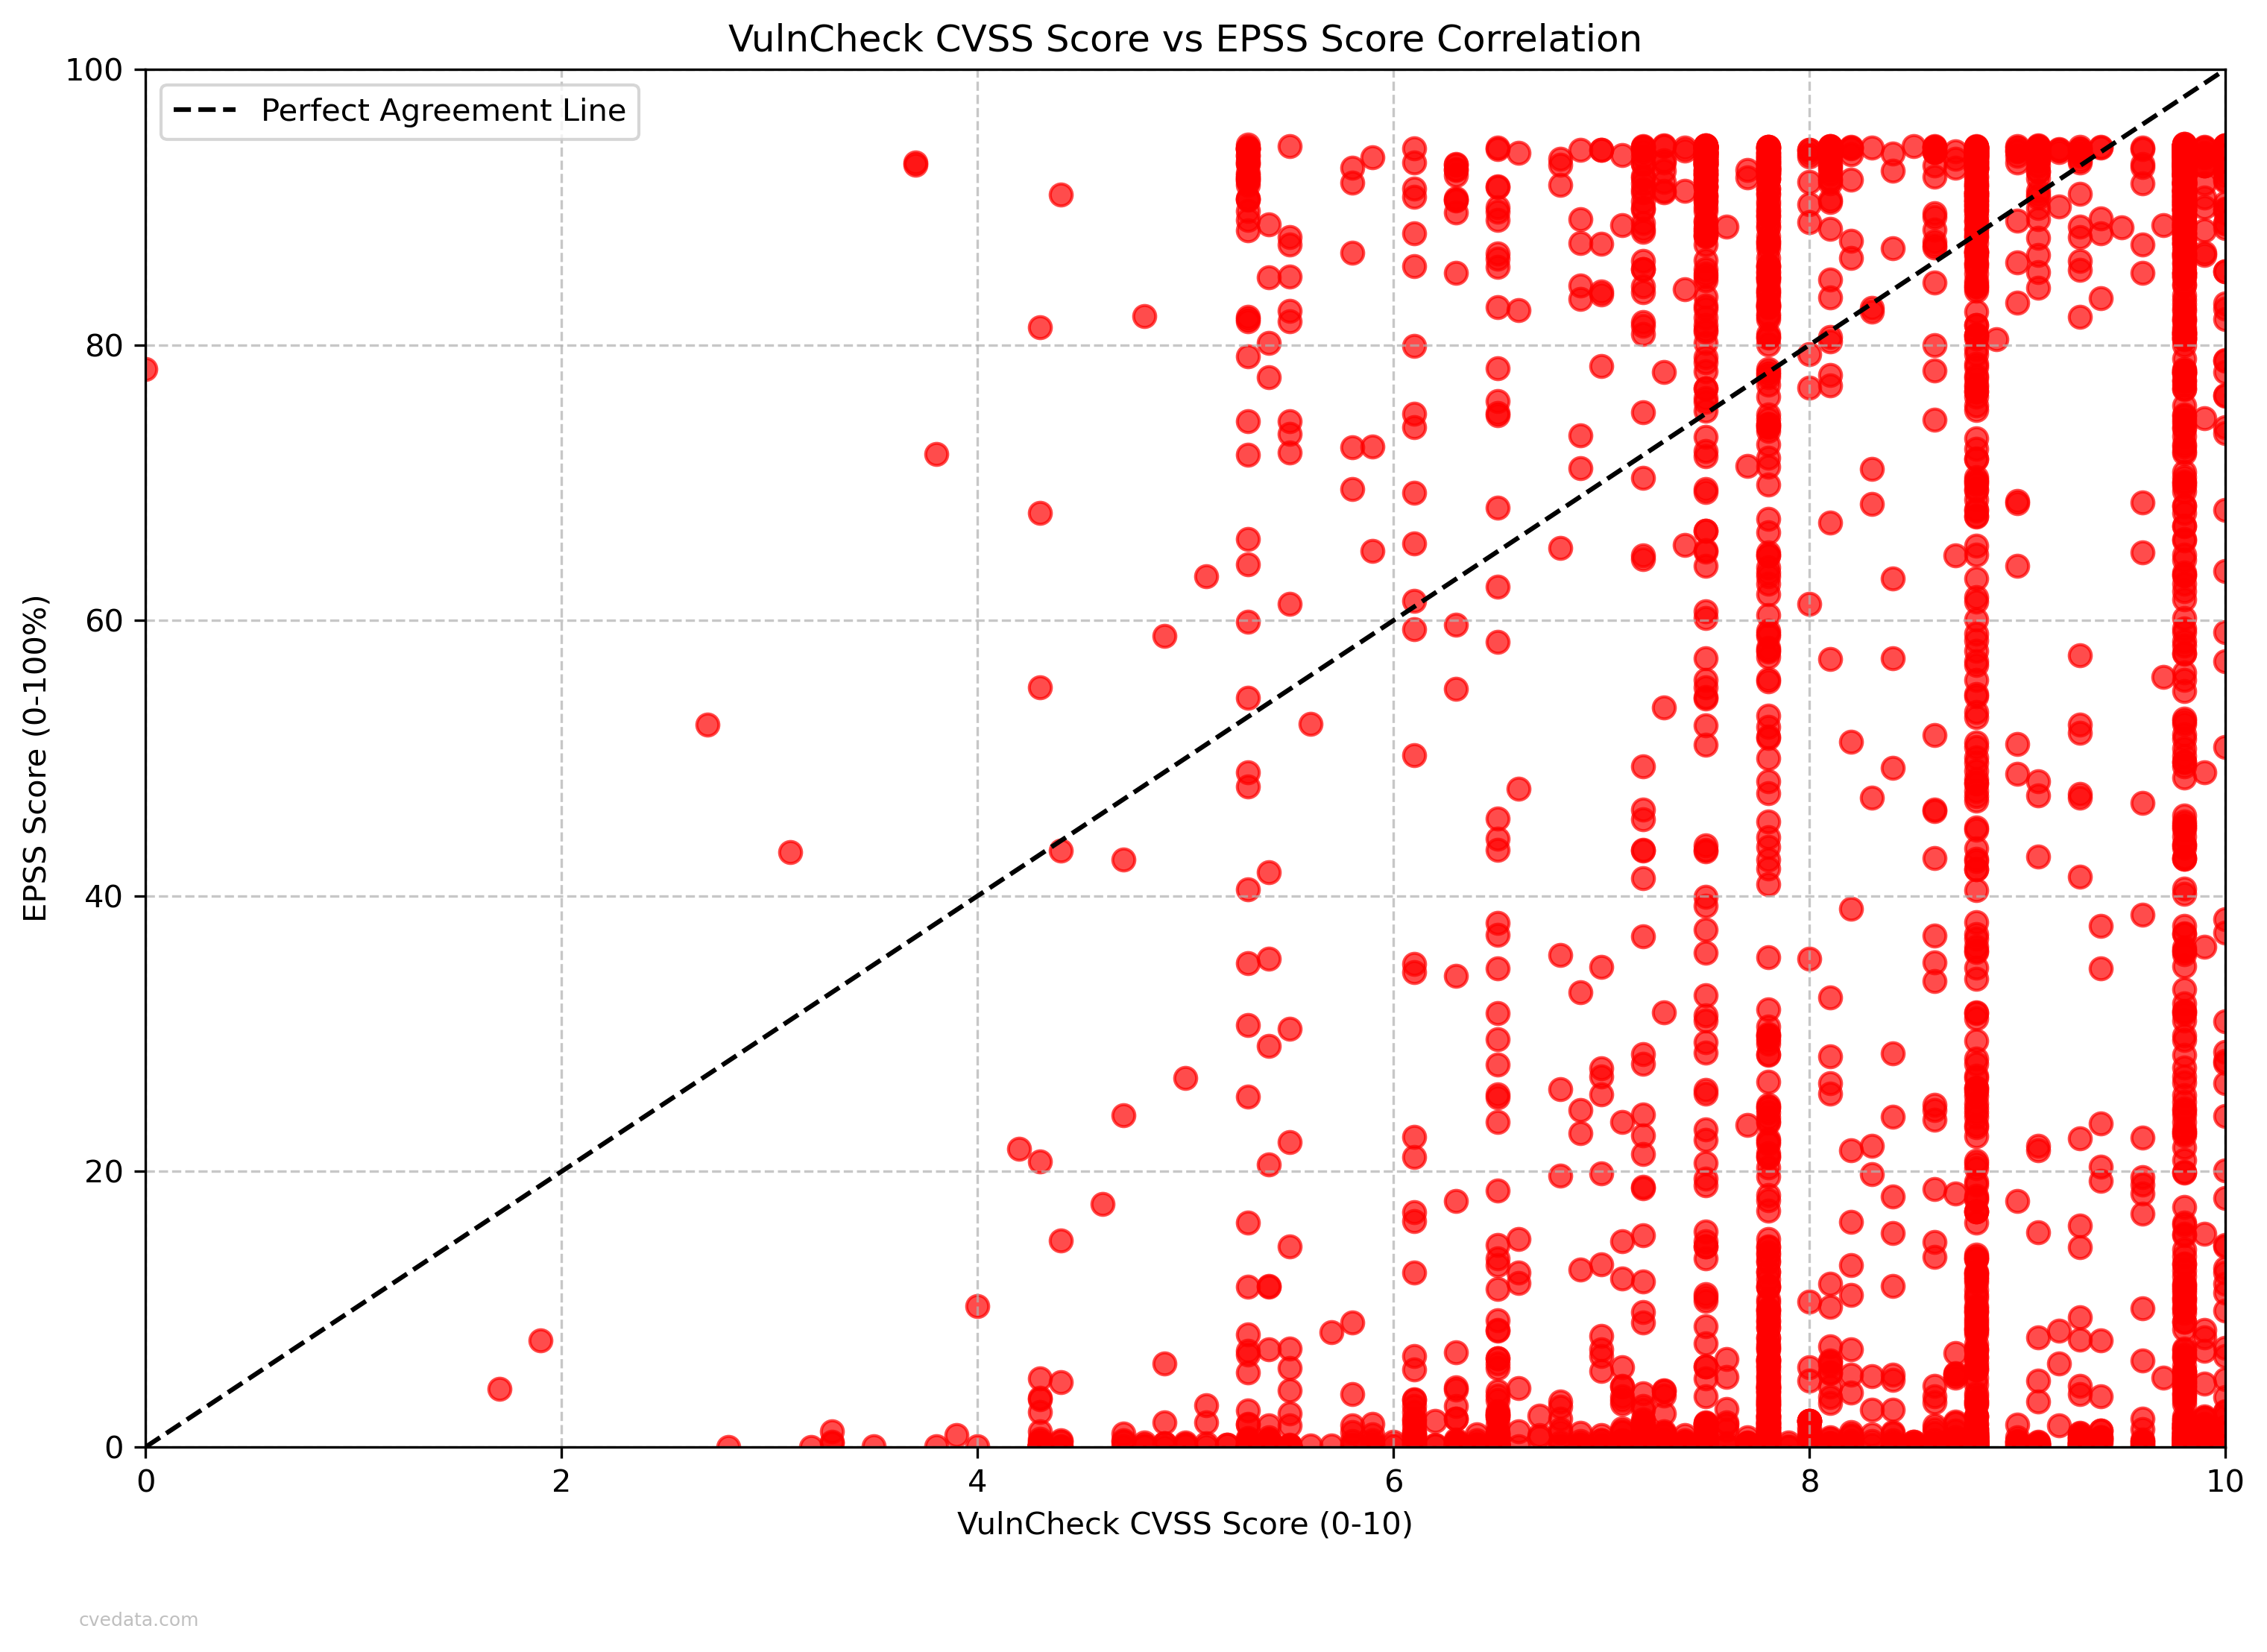 VulnCheck CVSS Score vs EPSS Score Correlation
100
Perfect Agreement Line
80
60
EPSS Score (0-100%)
40
20
0
0 2 4 6 8 10
VulnCheck CVSS Score (0-10)
cvedata.com